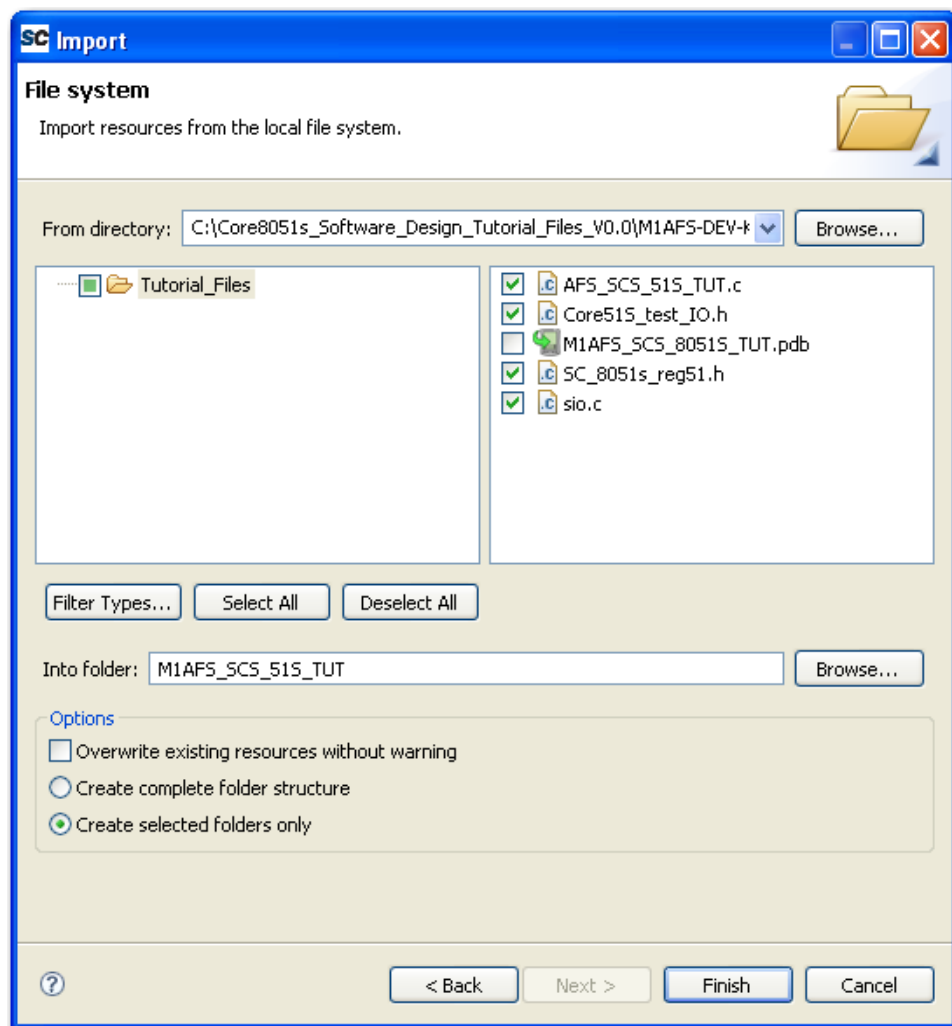 SC Import
File system
Import resources from the local file system.
From directory: C:\Core8051s_Software_Design_Tutorial_Files_V0.0\M1AFS-DEV-k Browse...
Tutorial_Files
.c AFS_SCS_51S_TUT.c
.c Core51S_test_IO.h
M1AFS_SCS_8051S_TUT.pdb
.c SC_8051s_reg51.h
.c sio.c
Filter Types... Select All Deselect All
Into folder: M1AFS_SCS_51S_TUT Browse...
Options
Overwrite existing resources without warning
Create complete folder structure
Create selected folders only
? < Back Next > Finish Cancel